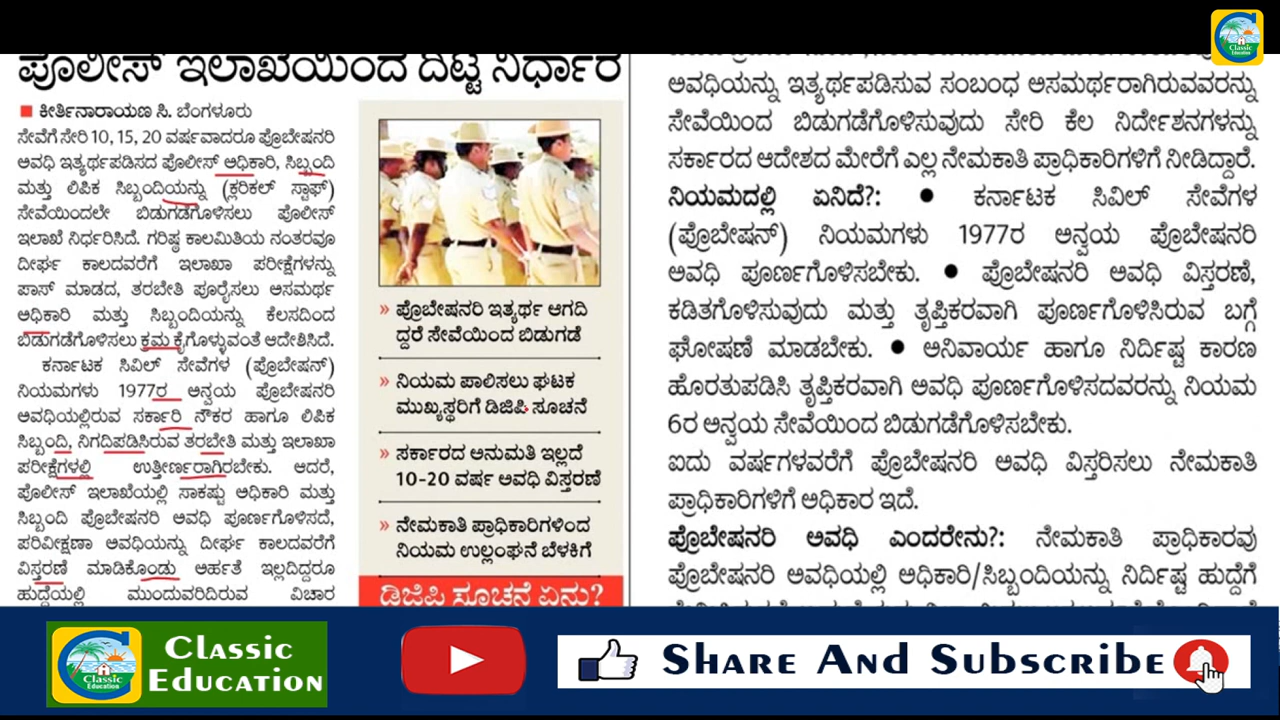 ಪೊಲೀಸ್ ಇಲಾಖೆಯಿಂದ ದಿಟ್ಟ ನಿರ್ಧಾರ
ಕೀರ್ತಿನಾರಾಯಣ ಸಿ. ಬೆಂಗಳೂರು
ಸೇವೆಗೆ ಸೇರಿ 10, 15, 20 ವರ್ಷವಾದರೂ ಪ್ರೊಬೇಷನರಿ
ಅವಧಿ ಇತ್ಯರ್ಥಪಡಿಸದ ಪೊಲೀಸ್ ಅಧಿಕಾರಿ, ಸಿಬ್ಬಂದಿ
ಮತ್ತು ಲಿಪಿಕ ಸಿಬ್ಬಂದಿಯನ್ನು (ಕ್ಲರಿಕಲ್ ಸ್ಟಾಫ್)
ಸೇವೆಯಿಂದಲೇ ಬಿಡುಗಡೆಗೊಳಿಸಲು ಪೊಲೀಸ್
ಇಲಾಖೆ ನಿರ್ಧರಿಸಿದೆ. ಗರಿಷ್ಠ ಕಾಲಮಿತಿಯ ನಂತರವೂ
ದೀರ್ಘ ಕಾಲದವರೆಗೆ ಇಲಾಖಾ ಪರೀಕ್ಷೆಗಳನ್ನು
ಪಾಸ್ ಮಾಡದ, ತರಬೇತಿ ಪೂರೈಸಲು ಅಸಮರ್ಥ
ಅಧಿಕಾರಿ ಮತ್ತು ಸಿಬ್ಬಂದಿಯನ್ನು ಕೆಲಸದಿಂದ
ಬಿಡುಗಡೆಗೊಳಿಸಲು ಕ್ರಮ ಕೈಗೊಳ್ಳುವಂತೆ ಆದೇಶಿಸಿದೆ.
ಕರ್ನಾಟಕ ಸಿವಿಲ್ ಸೇವೆಗಳ (ಪ್ರೊಬೇಷನ್)
ನಿಯಮಗಳು 1977ರ ಅನ್ವಯ ಪ್ರೊಬೇಷನರಿ
ಅವಧಿಯಲ್ಲಿರುವ ಸರ್ಕಾರಿ ನೌಕರ ಹಾಗೂ ಲಿಪಿಕ
ಸಿಬ್ಬಂದಿ, ನಿಗದಿಪಡಿಸಿರುವ ತರಬೇತಿ ಮತ್ತು ಇಲಾಖಾ
ಪರೀಕ್ಷೆಗಳಲ್ಲಿ ಉತ್ತೀರ್ಣರಾಗಿರಬೇಕು. ಆದರೆ,
ಪೊಲೀಸ್ ಇಲಾಖೆಯಲ್ಲಿ ಸಾಕಷ್ಟು ಅಧಿಕಾರಿ ಮತ್ತು
ಸಿಬ್ಬಂದಿ ಪ್ರೊಬೇಷನರಿ ಅವಧಿ ಪೂರ್ಣಗೊಳಿಸದೆ,
ಪರಿವೀಕ್ಷಣಾ ಅವಧಿಯನ್ನು ದೀರ್ಘ ಕಾಲದವರೆಗೆ
ವಿಸ್ತರಣೆ ಮಾಡಿಕೊಂಡು ಅರ್ಹತೆ ಇಲ್ಲದಿದ್ದರೂ
ಹುದ್ದೆಯಲ್ಲಿ ಮುಂದುವರಿದಿರುವ ವಿಚಾರ
» ಪ್ರೊಬೇಷನರಿ ಇತ್ಯರ್ಥ ಆಗದಿ
ದ್ದರೆ ಸೇವೆಯಿಂದ ಬಿಡುಗಡೆ
» ನಿಯಮ ಪಾಲಿಸಲು ಘಟಕ
ಮುಖ್ಯಸ್ಥರಿಗೆ ಡಿಜಿಪಿ ಸೂಚನೆ
» ಸರ್ಕಾರದ ಅನುಮತಿ ಇಲ್ಲದೆ
10-20 ವರ್ಷ ಅವಧಿ ವಿಸ್ತರಣೆ
» ನೇಮಕಾತಿ ಪ್ರಾಧಿಕಾರಿಗಳಿಂದ
ನಿಯಮ ಉಲ್ಲಂಘನೆ ಬೆಳಕಿಗೆ
ಡಿಜಿಪಿ ಸೂಚನೆ ಏನು?
ಅವಧಿಯನ್ನು ಇತ್ಯರ್ಥಪಡಿಸುವ ಸಂಬಂಧ ಅಸಮರ್ಥರಾಗಿರುವವರನ್ನು
ಸೇವೆಯಿಂದ ಬಿಡುಗಡೆಗೊಳಿಸುವುದು ಸೇರಿ ಕೆಲ ನಿರ್ದೇಶನಗಳನ್ನು
ಸರ್ಕಾರದ ಆದೇಶದ ಮೇರೆಗೆ ಎಲ್ಲ ನೇಮಕಾತಿ ಪ್ರಾಧಿಕಾರಿಗಳಿಗೆ ನೀಡಿದ್ದಾರೆ.
ನಿಯಮದಲ್ಲಿ ಏನಿದೆ?: ● ಕರ್ನಾಟಕ ಸಿವಿಲ್ ಸೇವೆಗಳ
(ಪ್ರೊಬೇಷನ್) ನಿಯಮಗಳು 1977ರ ಅನ್ವಯ ಪ್ರೊಬೇಷನರಿ
ಅವಧಿ ಪೂರ್ಣಗೊಳಿಸಬೇಕು. ● ಪ್ರೊಬೇಷನರಿ ಅವಧಿ ವಿಸ್ತರಣೆ,
ಕಡಿತಗೊಳಿಸುವುದು ಮತ್ತು ತೃಪ್ತಿಕರವಾಗಿ ಪೂರ್ಣಗೊಳಿಸಿರುವ ಬಗ್ಗೆ
ಘೋಷಣೆ ಮಾಡಬೇಕು. ● ಅನಿವಾರ್ಯ ಹಾಗೂ ನಿರ್ದಿಷ್ಟ ಕಾರಣ
ಹೊರತುಪಡಿಸಿ ತೃಪ್ತಿಕರವಾಗಿ ಅವಧಿ ಪೂರ್ಣಗೊಳಿಸದವರನ್ನು ನಿಯಮ
6ರ ಅನ್ವಯ ಸೇವೆಯಿಂದ ಬಿಡುಗಡೆಗೊಳಿಸಬೇಕು.
ಐದು ವರ್ಷಗಳವರೆಗೆ ಪ್ರೊಬೇಷನರಿ ಅವಧಿ ವಿಸ್ತರಿಸಲು ನೇಮಕಾತಿ
ಪ್ರಾಧಿಕಾರಿಗಳಿಗೆ ಅಧಿಕಾರ ಇದೆ.
ಪ್ರೊಬೇಷನರಿ ಅವಧಿ ಎಂದರೇನು?: ನೇಮಕಾತಿ ಪ್ರಾಧಿಕಾರವು
ಪ್ರೊಬೇಷನರಿ ಅವಧಿಯಲ್ಲಿ ಅಧಿಕಾರಿ/ಸಿಬ್ಬಂದಿಯನ್ನು ನಿರ್ದಿಷ್ಟ ಹುದ್ದೆಗೆ
Classic
Education
Classic
Education
Classic
Education
Share And Subscribe